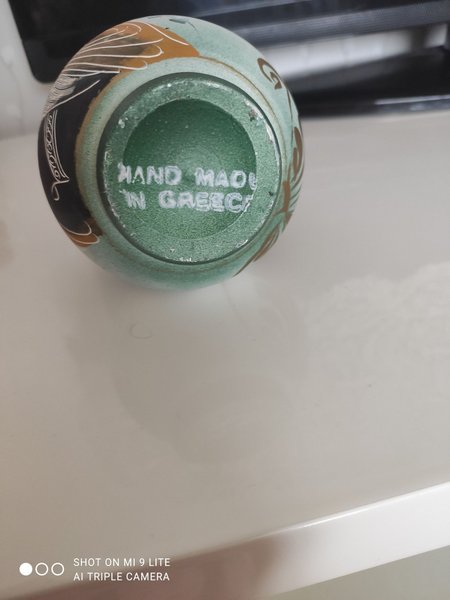 HAND MADE
IN GREECE
SHOT ON MI 9 LITE
AI TRIPLE CAMERA